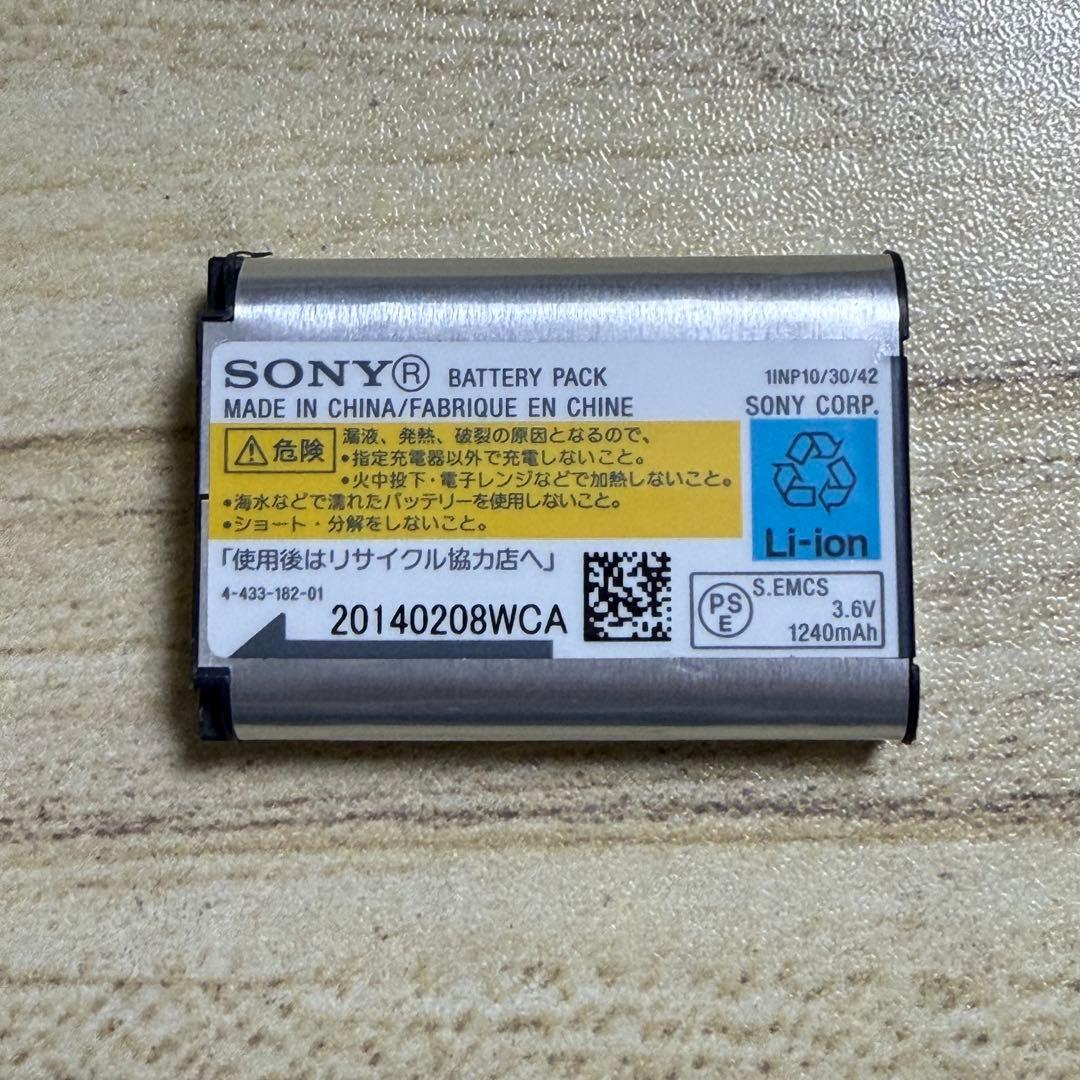 SONY® BATTERY PACK 1INP10/30/42
MADE IN CHINA/FABRIQUE EN CHINE SONY CORP.
危険
漏液、発熱、破裂の原因となるので、
•指定充電器以外で充電しないこと。
•火中投下・電子レンジなどで加熱しないこと。
•海水などで濡れたバッテリーを使用しないこと。
•ショート・分解をしないこと。
Li-ion
「使用後はリサイクル協力店へ」
4-433-182-01
20140208WCA
PSE
S.EMCS
3.6V
1240mAh